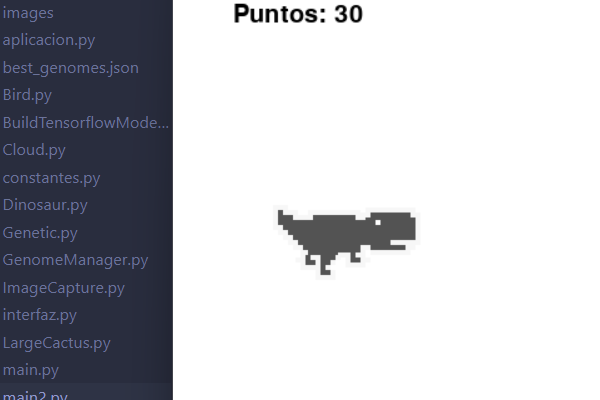 images
aplicacion.py
best_genomes.json
Bird.py
BuildTensorflowMode...
Cloud.py
constantes.py
Dinosaur.py
Genetic.py
GenomeManager.py
ImageCapture.py
interfaz.py
LargeCactus.py
main.py
main2.py
Puntos: 30